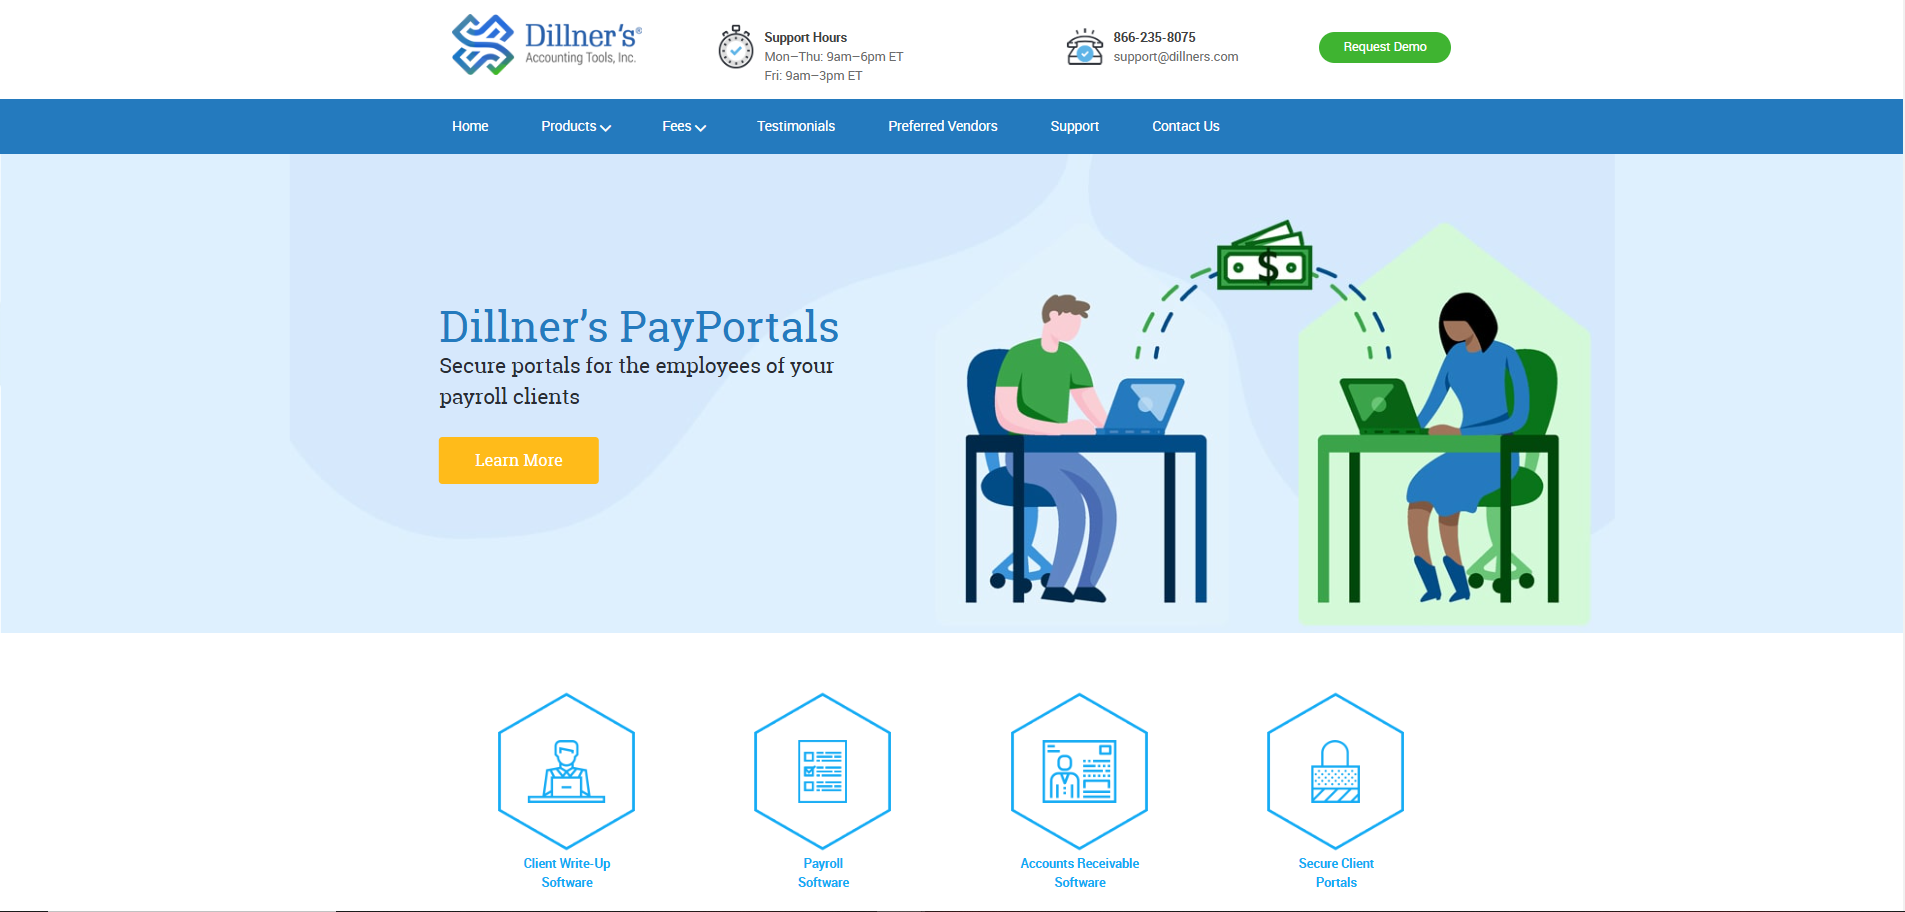 Dillner's®
Accounting Tools, Inc.
Support Hours
Mon–Thu: 9am–6pm ET
Fri: 9am–3pm ET
866-235-8075
support@dillners.com
Request Demo
Home Products Fees Testimonials Preferred Vendors Support Contact Us
Dillner’s PayPortals
Secure portals for the employees of your
payroll clients
Learn More
$
Client Write-Up
Software
Payroll
Software
Accounts Receivable
Software
Secure Client
Portals